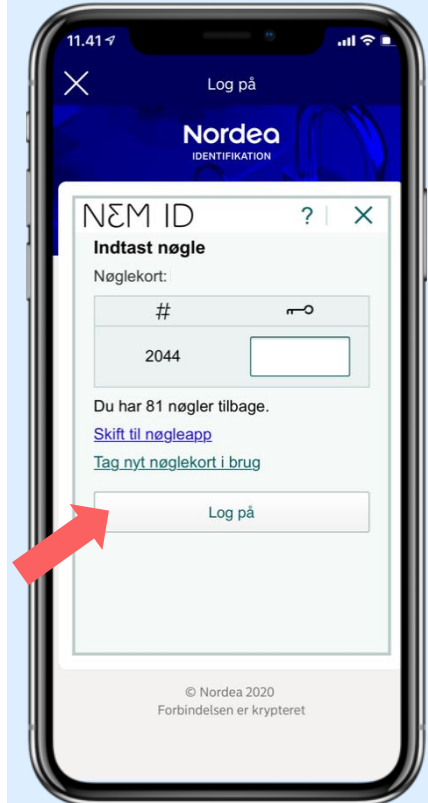 11.41
Log på
Nordea
IDENTIFIKATION
NEM ID ?
Indtast nøgle
Nøglekort:
#
2044
Du har 81 nøgler tilbage.
Skift til nøgleapp
Tag nyt nøglekort i brug
Log på
© Nordea 2020
Forbindelsen er krypteret